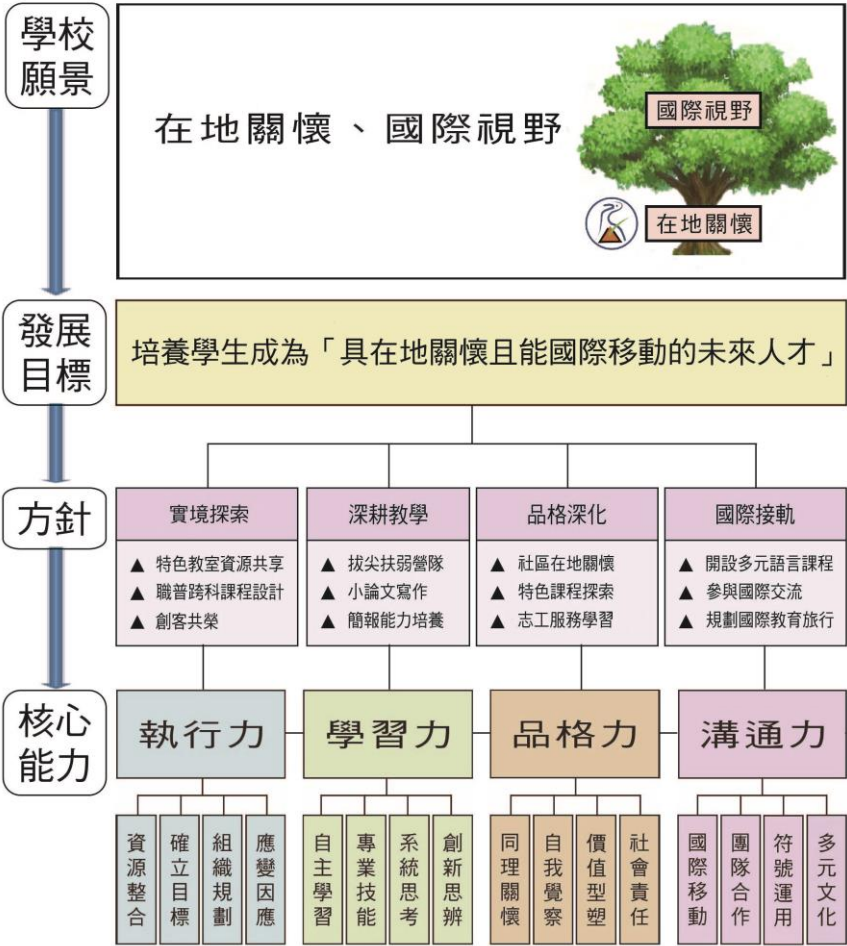 學校
願景
在地關懷、國際視野
國際視野
在地關懷
發展
目標
培養學生成為「具在地關懷且能國際移動的未來人才」
方針
實境探索
▲ 特色教室資源共享
▲ 職普跨科課程設計
▲ 創客共榮
深耕教學
▲ 拔尖扶弱營隊
▲ 小論文寫作
▲ 簡報能力培養
品格深化
▲ 社區在地關懷
▲ 特色課程探索
▲ 志工服務學習
國際接軌
▲ 開設多元語言課程
▲ 參與國際交流
▲ 規劃國際教育旅行
核心
能力
執行力
學習力
品格力
溝通力
資源整合
確立目標
組織規劃
應變因應
自主學習
專業技能
系統思考
創新思辨
同理關懷
自我覺察
價值型塑
社會責任
國際移動
團隊合作
符號運用
多元文化